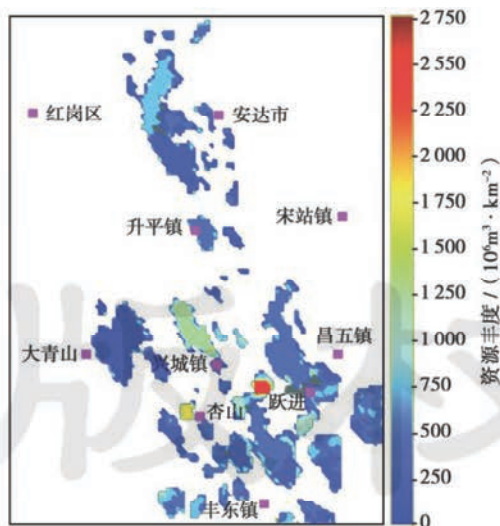 红岗区
安达市
升平镇
宋站镇
大青山
兴城镇
昌五镇
跃进
杏山
丰东镇
2 750
2 550
2 250
2 000
1 750
1 500
1 250
1 000
750
500
250
0
资源丰度 / (10⁶m³·km⁻²)